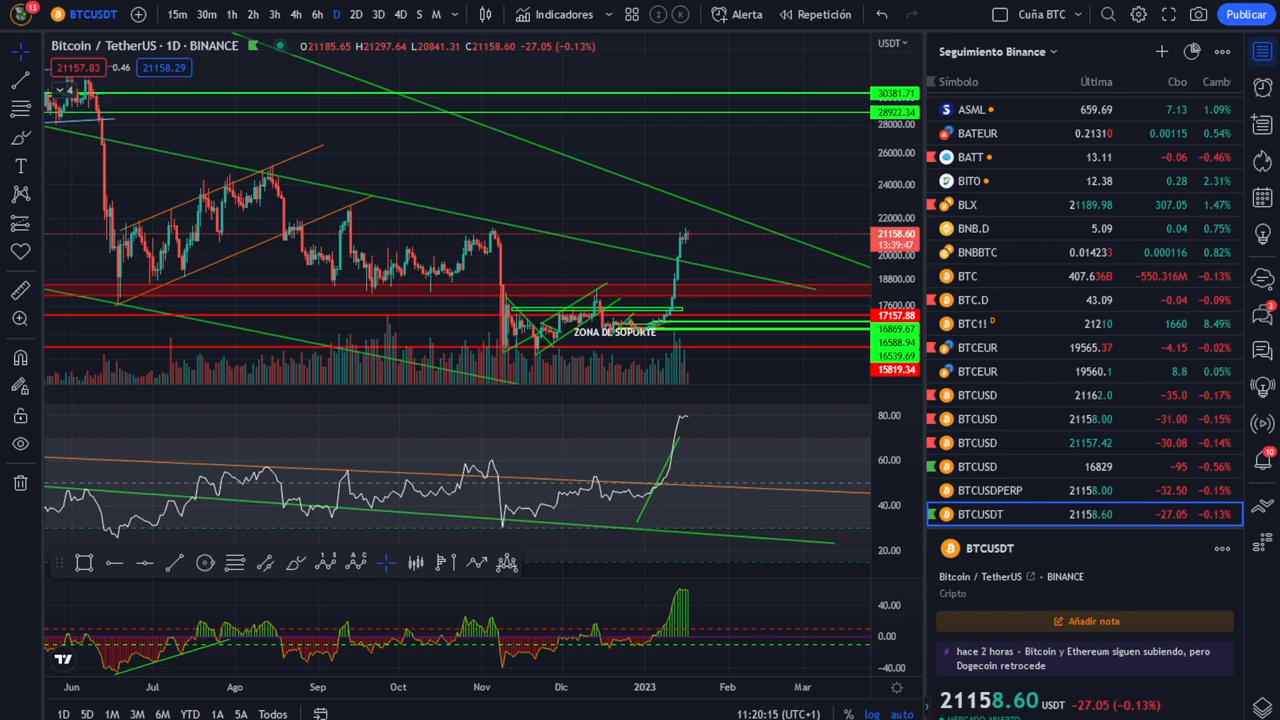 13
BTCUSDT 15m 30m 1h 2h 3h 4h 6h D 2D 3D 4D S M Indicadores 2 K Alerta Repetición Cuña BTC Publicar
Bitcoin / TetherUS · 1D · BINANCE O21185.65 H21297.64 L20841.31 C21158.60 −27.05 (−0.13%)
21157.83 0.46 21158.29
4
USDT
30381.71
28922.34
28000.00
26000.00
24000.00
22000.00
21158.60
13:39:47
20000.00
18800.00
17600.00
17157.88
16869.67
16588.94
16539.69
15819.34
ZONA DE SOPORTE
80.00
60.00
40.00
20.00
1 S A C
40.00
0.00
−40.00
Jun Jul Ago Sep Oct Nov Dic 2023 Feb Mar
1D 5D 1M 3M 6M YTD 1A 5A Todos 11:20:15 (UTC+1) % log auto
Seguimiento Binance
Símbolo Última Cbo Camb
ASML 659.69 7.13 1.09%
BATEUR 0.21310 0.00115 0.54%
BATT 13.11 −0.06 −0.46%
BITO 12.38 0.28 2.31%
BLX 21189.98 307.05 1.47%
BNB.D 5.09 0.04 0.75%
BNBBTC 0.014233 0.000116 0.82%
BTC 407.636B −550.316M −0.13%
BTC.D 43.09 −0.04 −0.09%
BTC11 D 21210 1660 8.49%
BTCEUR 19565.37 −4.15 −0.02%
BTCEUR 19560.1 8.8 0.05%
BTCUSD 21162.0 −35.0 −0.17%
BTCUSD 21158.00 −31.00 −0.15%
BTCUSD 21157.42 −30.08 −0.14%
BTCUSD 16829 −95 −0.56%
BTCUSDPERP 21158.00 −32.50 −0.15%
BTCUSDT 21158.60 −27.05 −0.13%
BTCUSDT
Bitcoin / TetherUS · BINANCE
Cripto
Añadir nota
hace 2 horas · Bitcoin y Ethereum siguen subiendo, pero
Dogecoin retrocede
21158.60 USDT −27.05 (−0.13%)
MERCADO ABIERTO
3
10